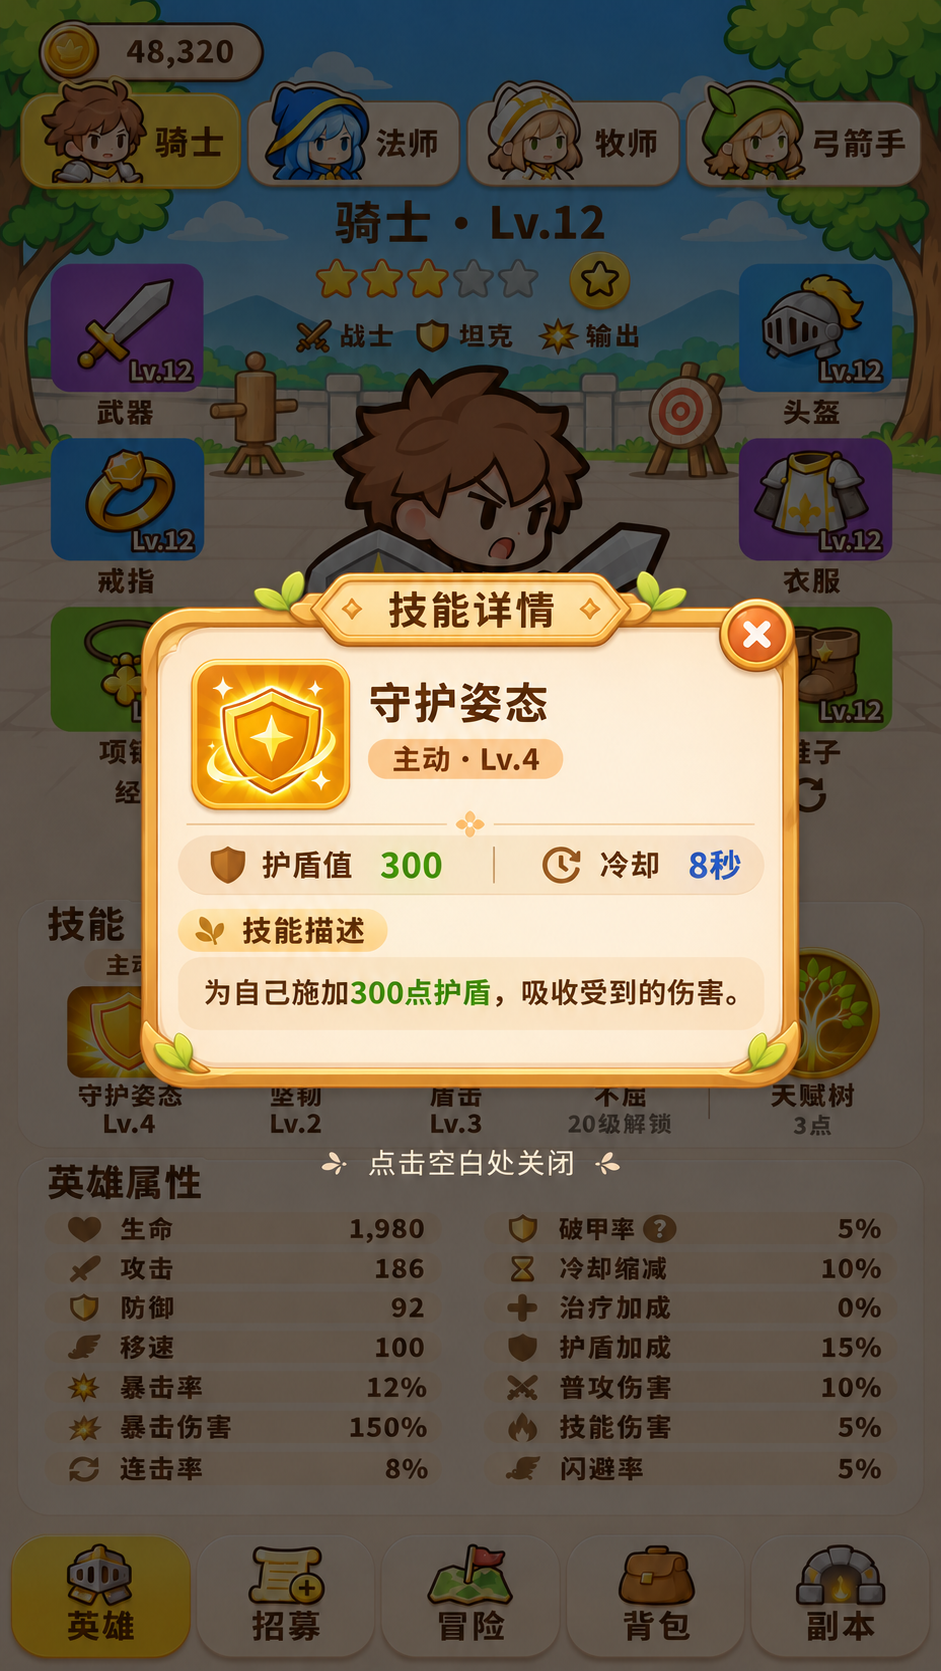 48,320
骑士
法师
牧师
弓箭手
骑士 · Lv.12
战士 坦克 输出
Lv.12
武器
Lv.12
头盔
Lv.12
戒指
Lv.12
衣服
技能详情
守护姿态
主动 · Lv.4
Lv.12
护盾值 300
冷却 8秒
技能描述
为自己施加300点护盾，吸收受到的伤害。
技能
守护姿态
Lv.4
坚韧
Lv.2
盾击
Lv.3
不屈
20级解锁
天赋树
3点
点击空白处关闭
英雄属性
生命 1,980
攻击 186
防御 92
移速 100
暴击率 12%
暴击伤害 150%
连击率 8%
破甲率 ? 5%
冷却缩减 10%
治疗加成 0%
护盾加成 15%
普攻伤害 10%
技能伤害 5%
闪避率 5%
英雄
招募
冒险
背包
副本